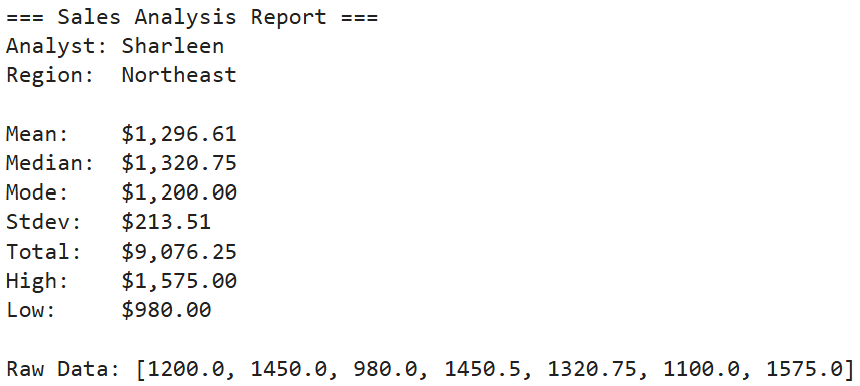 === Sales Analysis Report ===
Analyst: Sharleen
Region:  Northeast

Mean:    $1,296.61
Median:  $1,320.75
Mode:    $1,200.00
Stdev:   $213.51
Total:   $9,076.25
High:    $1,575.00
Low:     $980.00

Raw Data: [1200.0, 1450.0, 980.0, 1450.5, 1320.75, 1100.0, 1575.0]